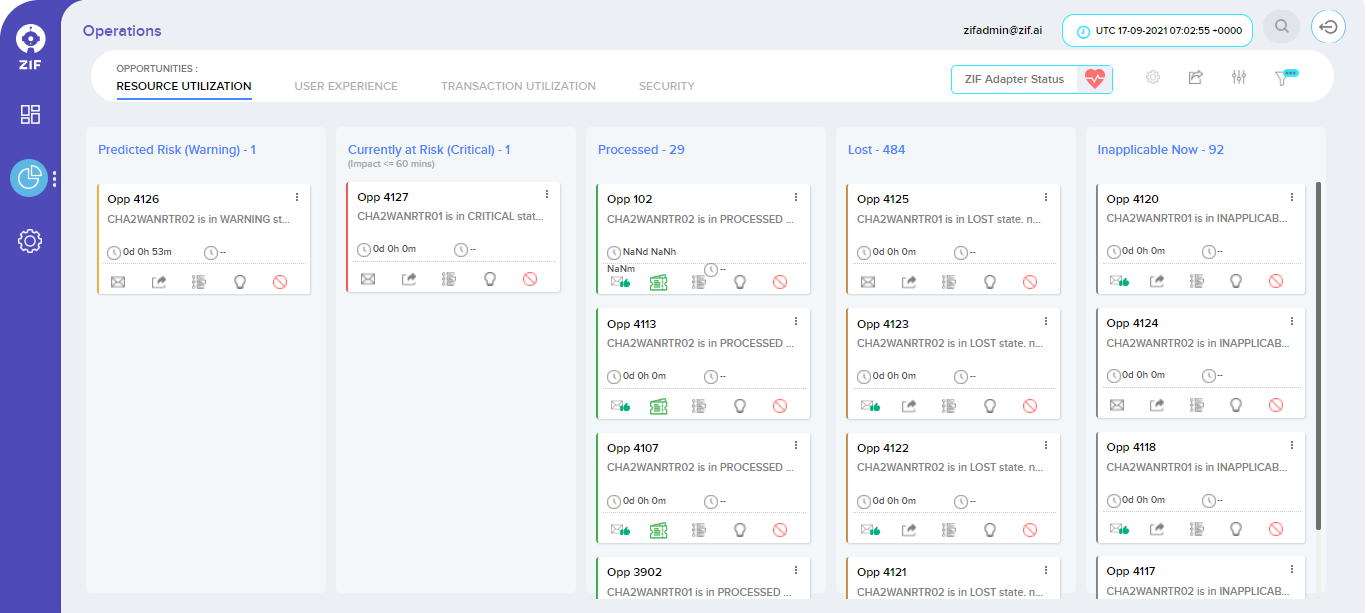 ZIF
Operations
zifadmin@zif.ai
UTC 17-09-2021 07:02:55 +0000
OPPORTUNITIES :
RESOURCE UTILIZATION
USER EXPERIENCE
TRANSACTION UTILIZATION
SECURITY
ZIF Adapter Status
Predicted Risk (Warning) - 1
Opp 4126
CHA2WANRTR02 is in WARNING st...
0d 0h 53m
--
Currently at Risk (Critical) - 1
(Impact <= 60 mins)
Opp 4127
CHA2WANRTR01 is in CRITICAL stat...
0d 0h 0m
--
Processed - 29
Opp 102
CHA2WANRTR02 is in PROCESSED ...
NaNd NaNh
NaNm
--
Opp 4113
CHA2WANRTR02 is in PROCESSED ...
0d 0h 0m
--
Opp 4107
CHA2WANRTR02 is in PROCESSED ...
0d 0h 0m
--
Opp 3902
CHA2WANRTR01 is in PROCESSED ...
Lost - 484
Opp 4125
CHA2WANRTR01 is in LOST state. n...
0d 0h 0m
--
Opp 4123
CHA2WANRTR02 is in LOST state. n...
0d 0h 0m
--
Opp 4122
CHA2WANRTR02 is in LOST state. n...
0d 0h 0m
--
Opp 4121
CHA2WANRTR02 is in LOST state. n...
Inapplicable Now - 92
Opp 4120
CHA2WANRTR01 is in INAPPLICAB...
0d 0h 0m
--
Opp 4124
CHA2WANRTR02 is in INAPPLICAB...
0d 0h 0m
--
Opp 4118
CHA2WANRTR01 is in INAPPLICAB...
0d 0h 0m
--
Opp 4117
CHA2WANRTR02 is in INAPPLICAB...